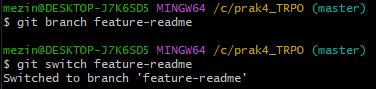 mezin@DESKTOP-J7K6SD5 MINGW64 /c/prak4_TRPO (master)
$ git branch feature-readme
mezin@DESKTOP-J7K6SD5 MINGW64 /c/prak4_TRPO (master)
$ git switch feature-readme
Switched to branch 'feature-readme'